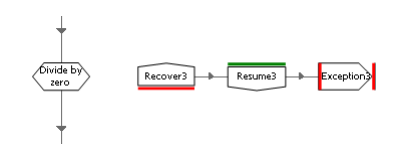 Divide by
zero
Recover3
Resume3
Exception3